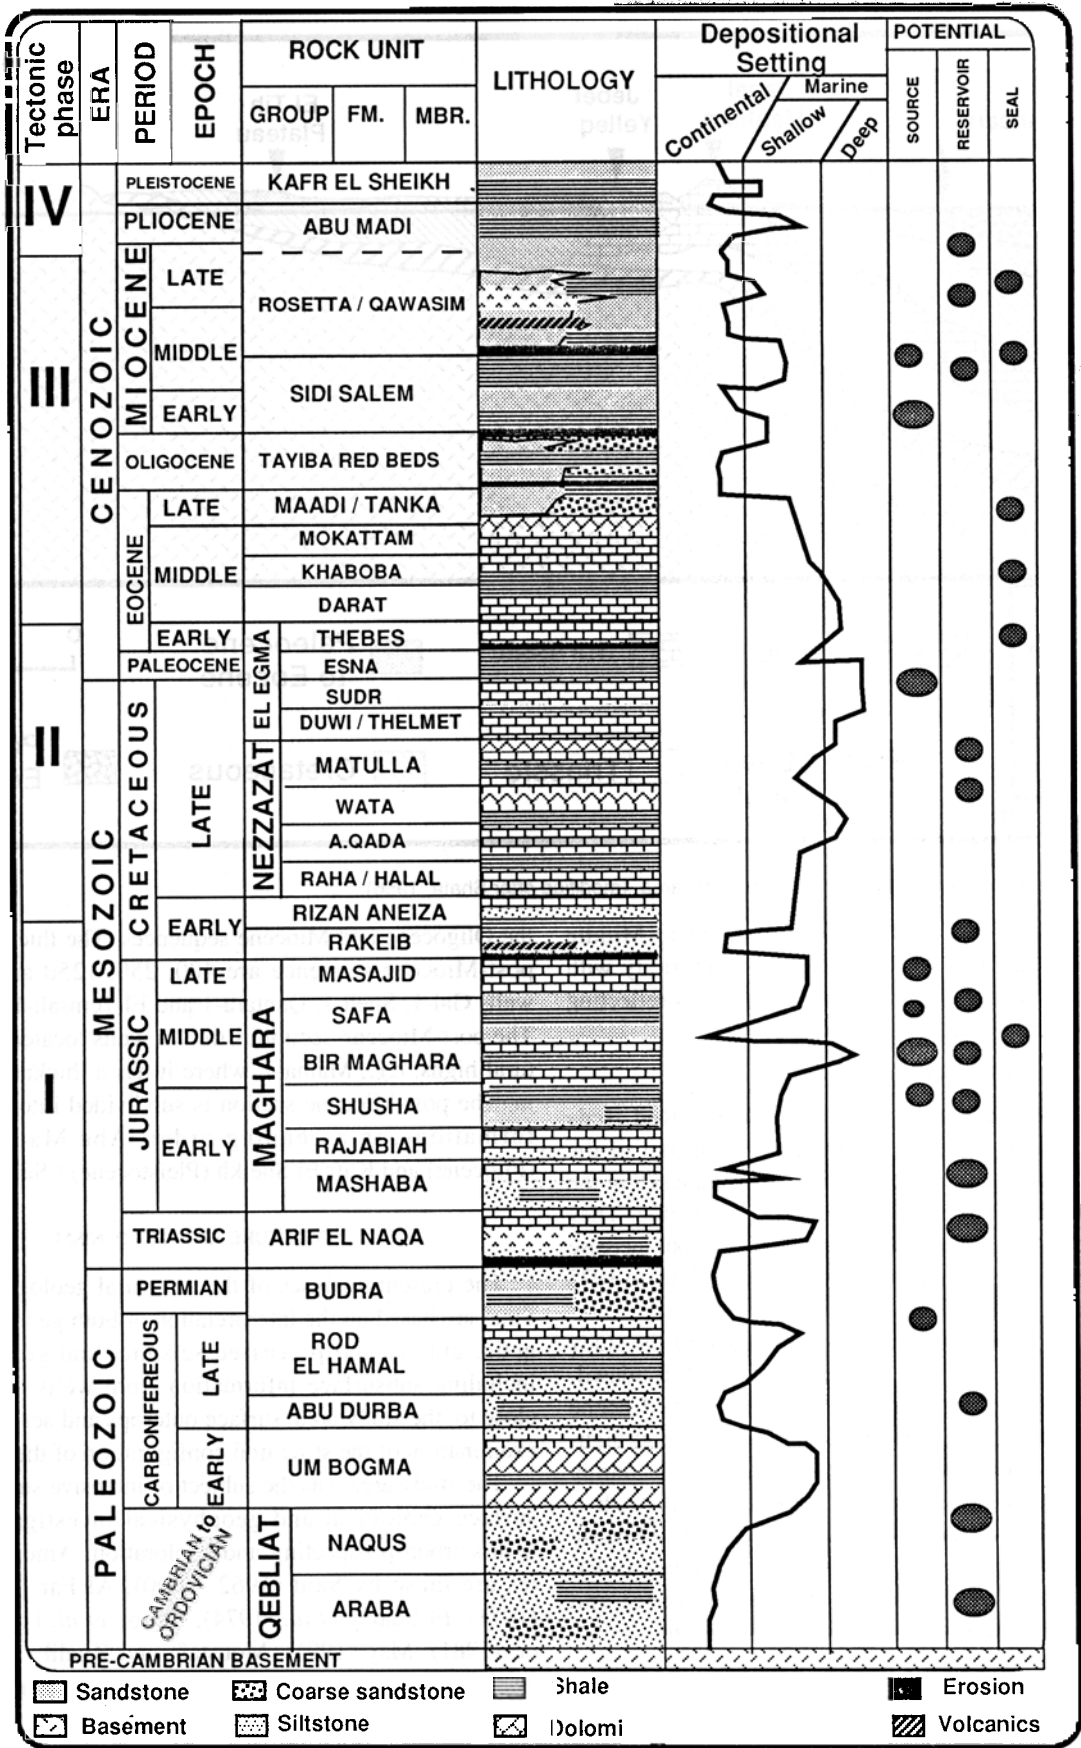 Tectonic phase
ERA
PERIOD
EPOCH
ROCK UNIT
GROUP
FM.
MBR.
LITHOLOGY
Depositional
Setting
Continental
Marine
Shallow
Deep
POTENTIAL
SOURCE
RESERVOIR
SEAL
IV
III
II
I
CENOZOIC
MESOZOIC
PALEOZOIC
PLEISTOCENE
KAFR EL SHEIKH
PLIOCENE
ABU MADI
MIOCENE
LATE
ROSETTA / QAWASIM
MIDDLE
SIDI SALEM
EARLY
OLIGOCENE
TAYIBA RED BEDS
EOCENE
LATE
MAADI / TANKA
MOKATTAM
MIDDLE
KHABOBA
DARAT
EARLY
EL EGMA
THEBES
PALEOCENE
ESNA
CRETACEOUS
SUDR
DUWI / THELMET
LATE
NEZZAZAT
MATULLA
WATA
A.QADA
RAHA / HALAL
EARLY
RIZAN ANEIZA
RAKEIB
JURASSIC
MAGHARA
LATE
MASAJID
MIDDLE
SAFA
BIR MAGHARA
EARLY
SHUSHA
RAJABIAH
MASHABA
TRIASSIC
ARIF EL NAQA
PERMIAN
BUDRA
CARBONIFEREOUS
LATE
ROD
EL HAMAL
ABU DURBA
EARLY
UM BOGMA
CAMBRIAN to
ORDOVICIAN
QEBLIAT
NAQUS
ARABA
PRE-CAMBRIAN BASEMENT
Sandstone
Coarse sandstone
Shale
Erosion
Basement
Siltstone
Dolomi
Volcanics